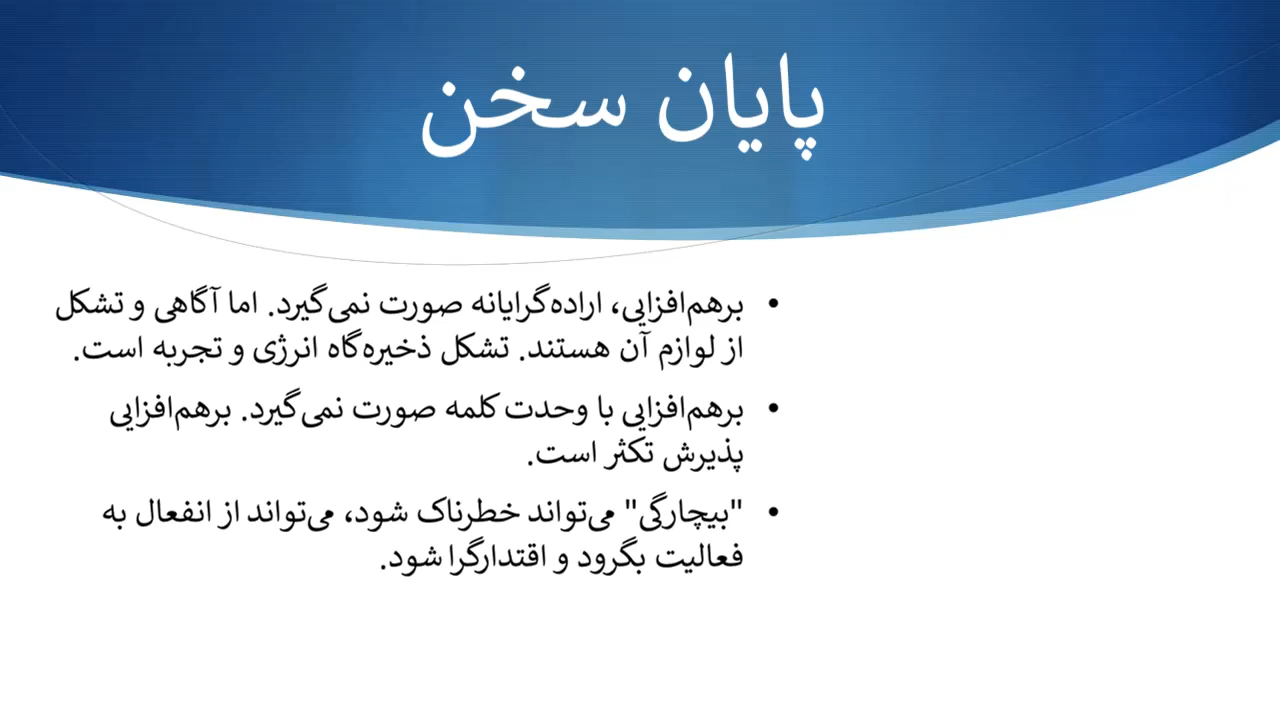 پایان سخن
• برهم‌افزایی، اراده‌گرایانه صورت نمی‌گیرد. اما آگاهی و تشکل
از لوازم آن هستند. تشکل ذخیره‌گاه انرژی و تجربه است.
• برهم‌افزایی با وحدت کلمه صورت نمی‌گیرد. برهم‌افزایی
پذیرش تکثر است.
• "بیچارگی" می‌تواند خطرناک شود، می‌تواند از انفعال به
فعالیت بگرود و اقتدارگرا شود.